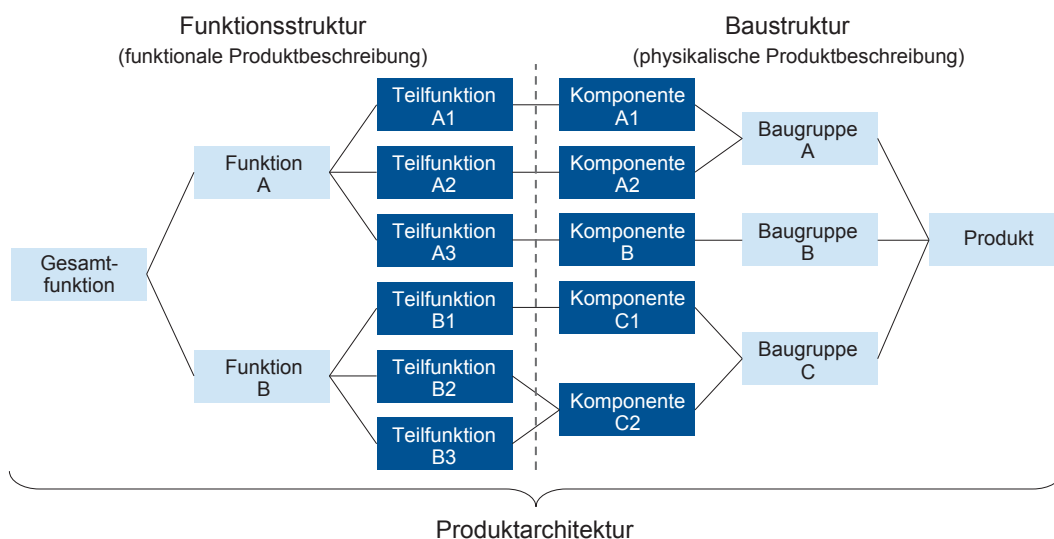 Funktionsstruktur
(funktionale Produktbeschreibung)
Baustruktur
(physikalische Produktbeschreibung)
Gesamt-
funktion
Funktion
A
Funktion
B
Teilfunktion
A1
Teilfunktion
A2
Teilfunktion
A3
Teilfunktion
B1
Teilfunktion
B2
Teilfunktion
B3
Komponente
A1
Komponente
A2
Komponente
B
Komponente
C1
Komponente
C2
Baugruppe
A
Baugruppe
B
Baugruppe
C
Produkt
Produktarchitektur